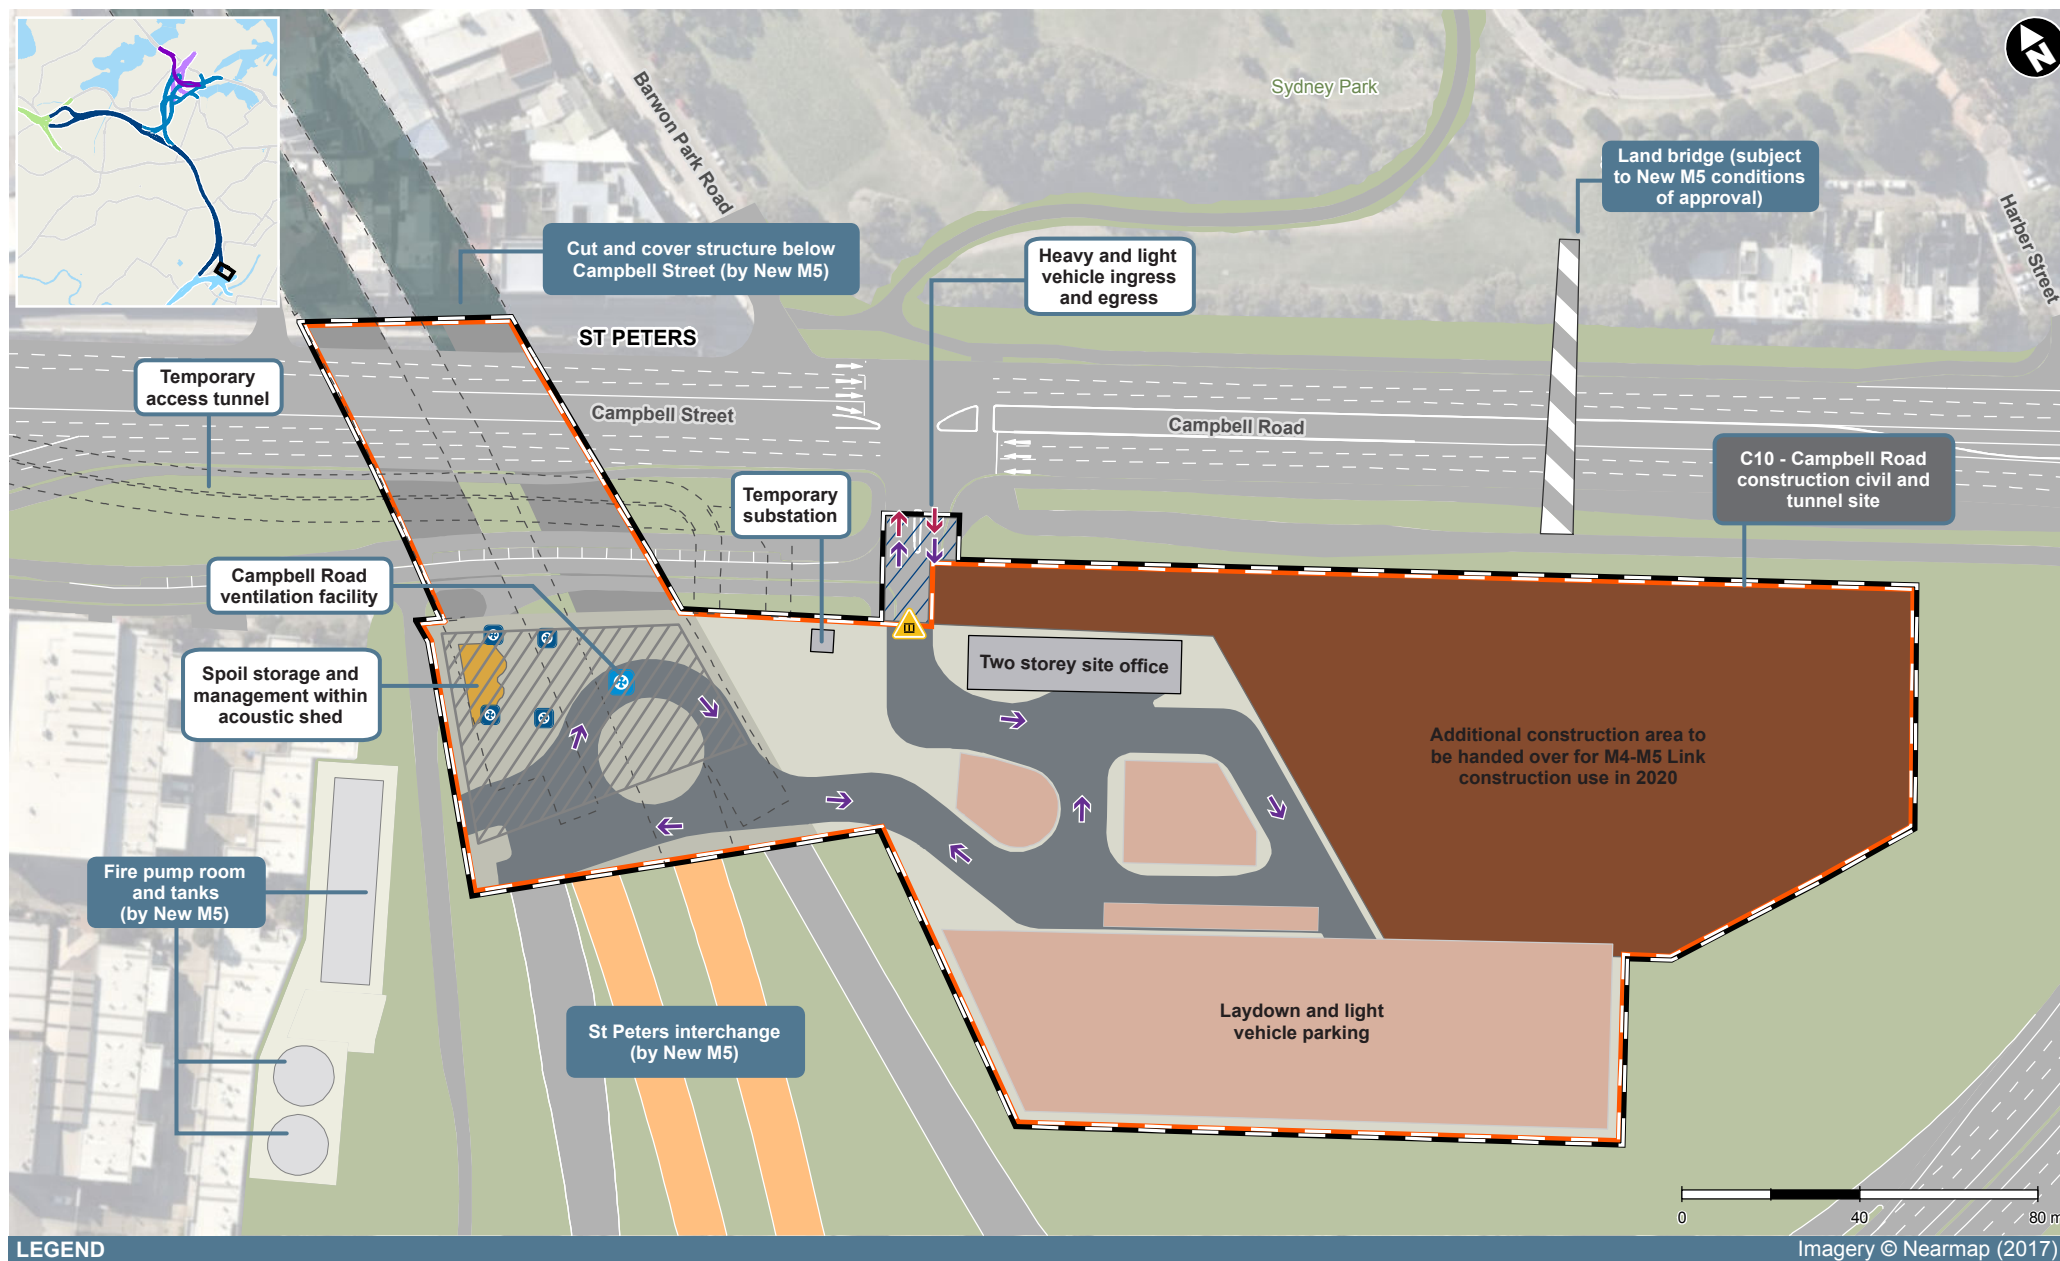 N
Sydney Park
Barwon Park Road
Harber Street
Land bridge (subject
to New M5 conditions
of approval)
Cut and cover structure below
Campbell Street (by New M5)
Heavy and light
vehicle ingress
and egress
ST PETERS
Temporary
access tunnel
Campbell Street
Campbell Road
C10 - Campbell Road
construction civil and
tunnel site
Temporary
substation
Campbell Road
ventilation facility
Spoil storage and
management within
acoustic shed
Two storey site office
Additional construction area to
be handed over for M4-M5 Link
construction use in 2020
Fire pump room
and tanks
(by New M5)
St Peters interchange
(by New M5)
Laydown and light
vehicle parking
0 40 80 m
LEGEND
Imagery © Nearmap (2017)